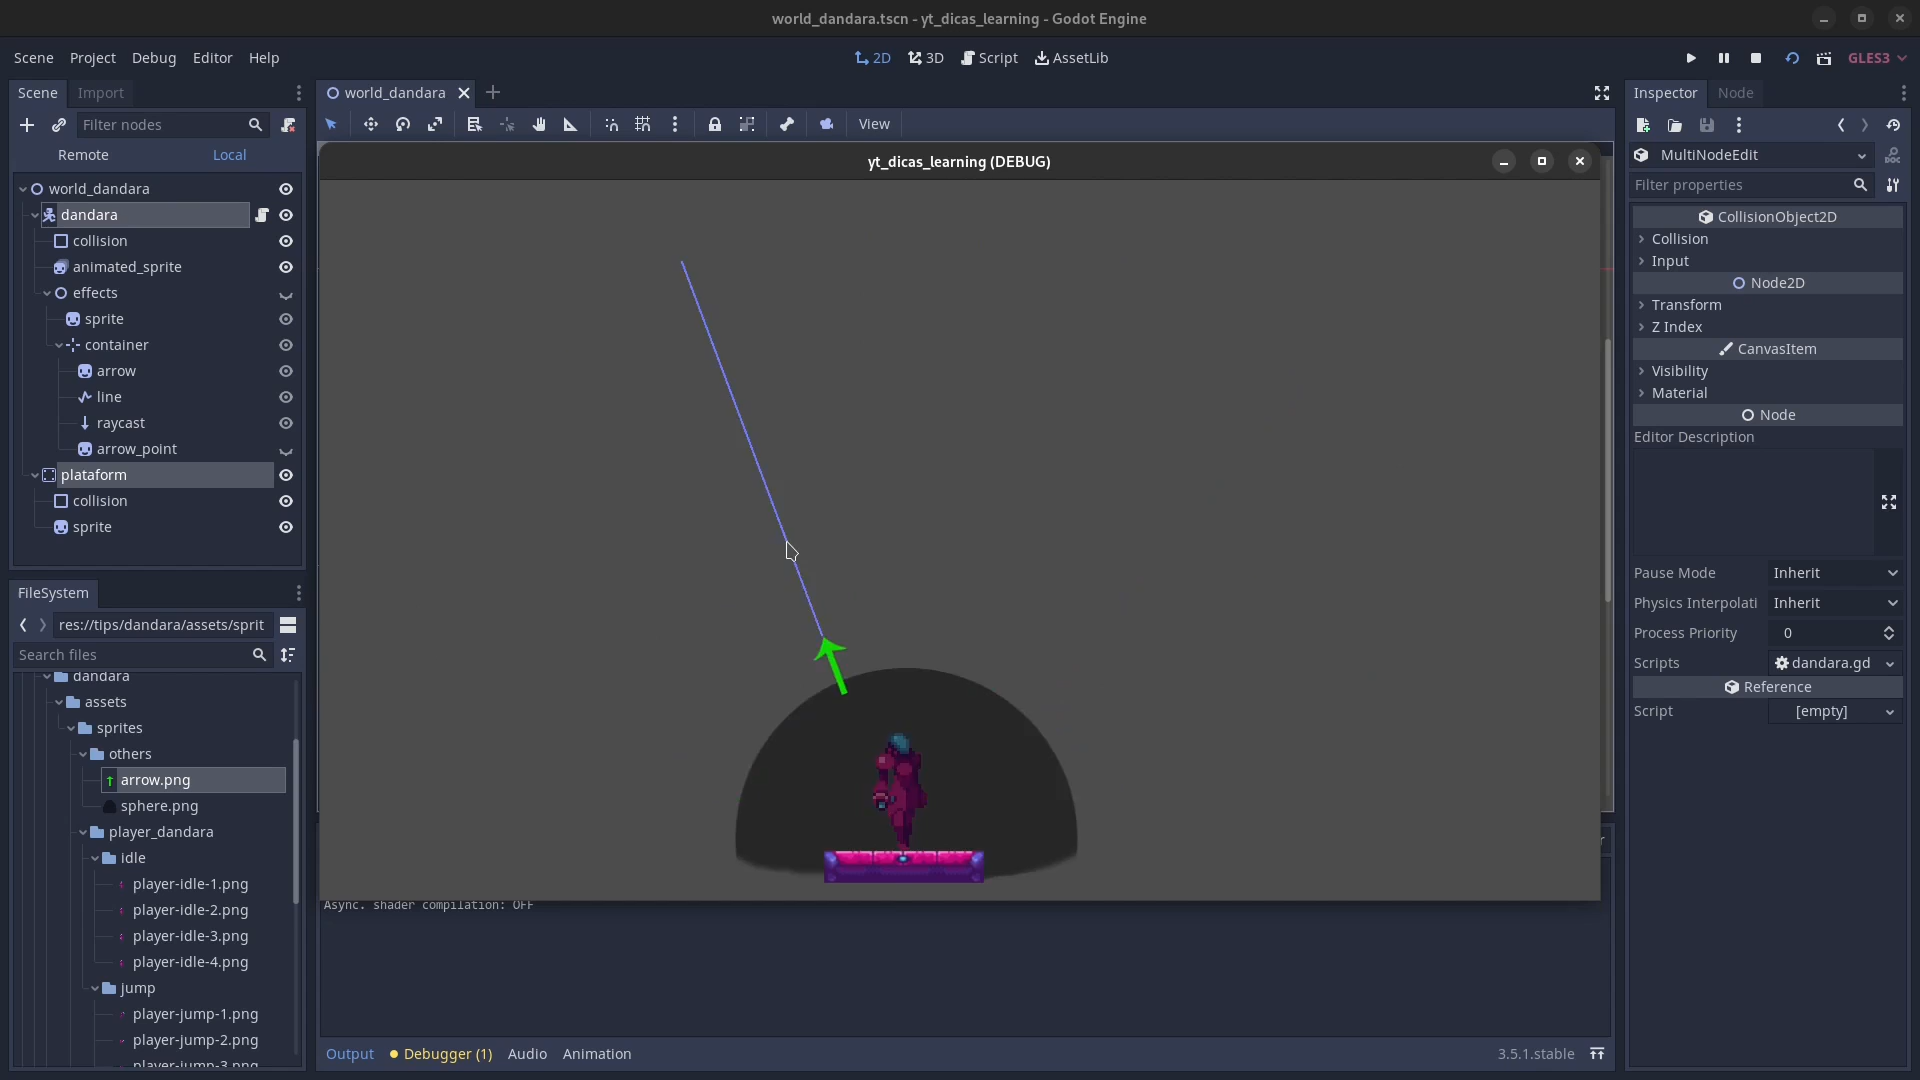 world_dandara.tscn - yt_dicas_learning - Godot Engine
Scene Project Debug Editor Help
2D 3D Script AssetLib
GLES3
Scene Import
Filter nodes
Remote Local
world_dandara
dandara
collision
animated_sprite
effects
sprite
container
arrow
line
raycast
arrow_point
plataform
collision
sprite
FileSystem
res://tips/dandara/assets/sprit
Search files
dandara
assets
sprites
others
arrow.png
sphere.png
player_dandara
idle
player-idle-1.png
player-idle-2.png
player-idle-3.png
player-idle-4.png
jump
player-jump-1.png
player-jump-2.png
player-jump-3.png
world_dandara
View
yt_dicas_learning (DEBUG)
Async. shader compilation: OFF
Output Debugger (1) Audio Animation
3.5.1.stable
Inspector Node
MultiNodeEdit
Filter properties
CollisionObject2D
Collision
Input
Node2D
Transform
Z Index
CanvasItem
Visibility
Material
Node
Editor Description
Pause Mode Inherit
Physics Interpolati Inherit
Process Priority 0
Scripts dandara.gd
Reference
Script [empty]